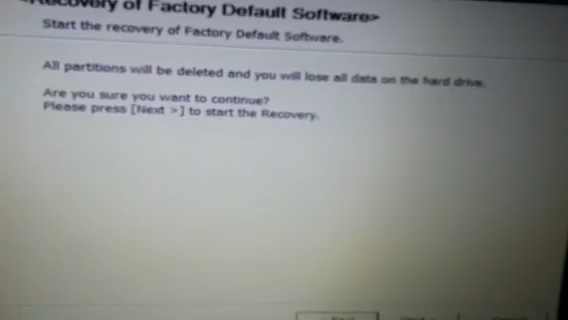 Recovery of Factory Default Software>
Start the recovery of Factory Default Software.
All partitions will be deleted and you will lose all data on the hard drive.
Are you sure you want to continue?
Please press [Next >] to start the Recovery.